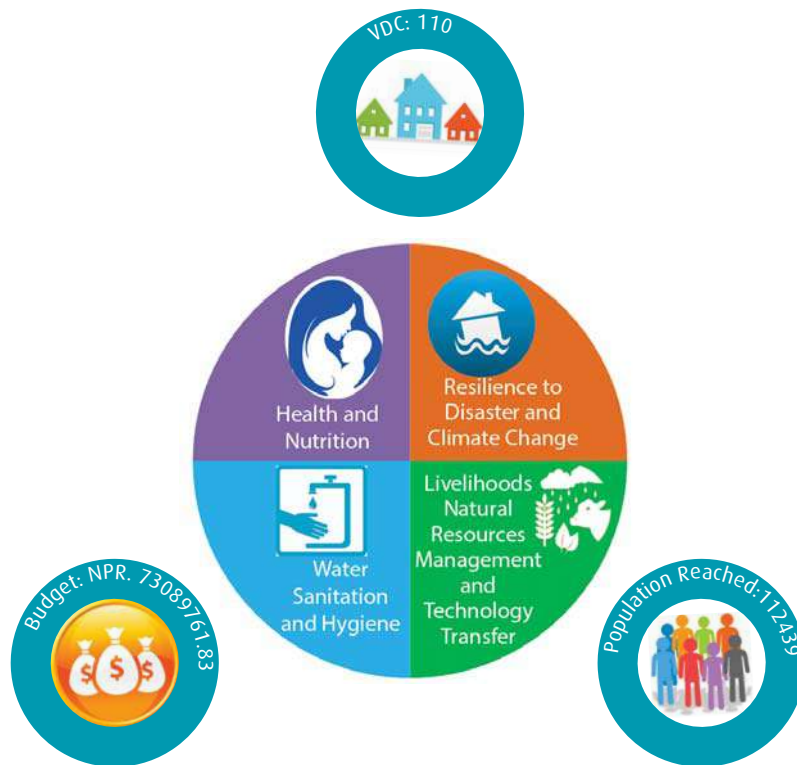 VDC: 110
Health and
Nutrition
Resilience to
Disaster and
Climate Change
Water
Sanitation
and Hygiene
Livelihoods
Natural
Resources
Management
and
Technology
Transfer
Budget: NPR. 73089761.83
Population Reached:112439